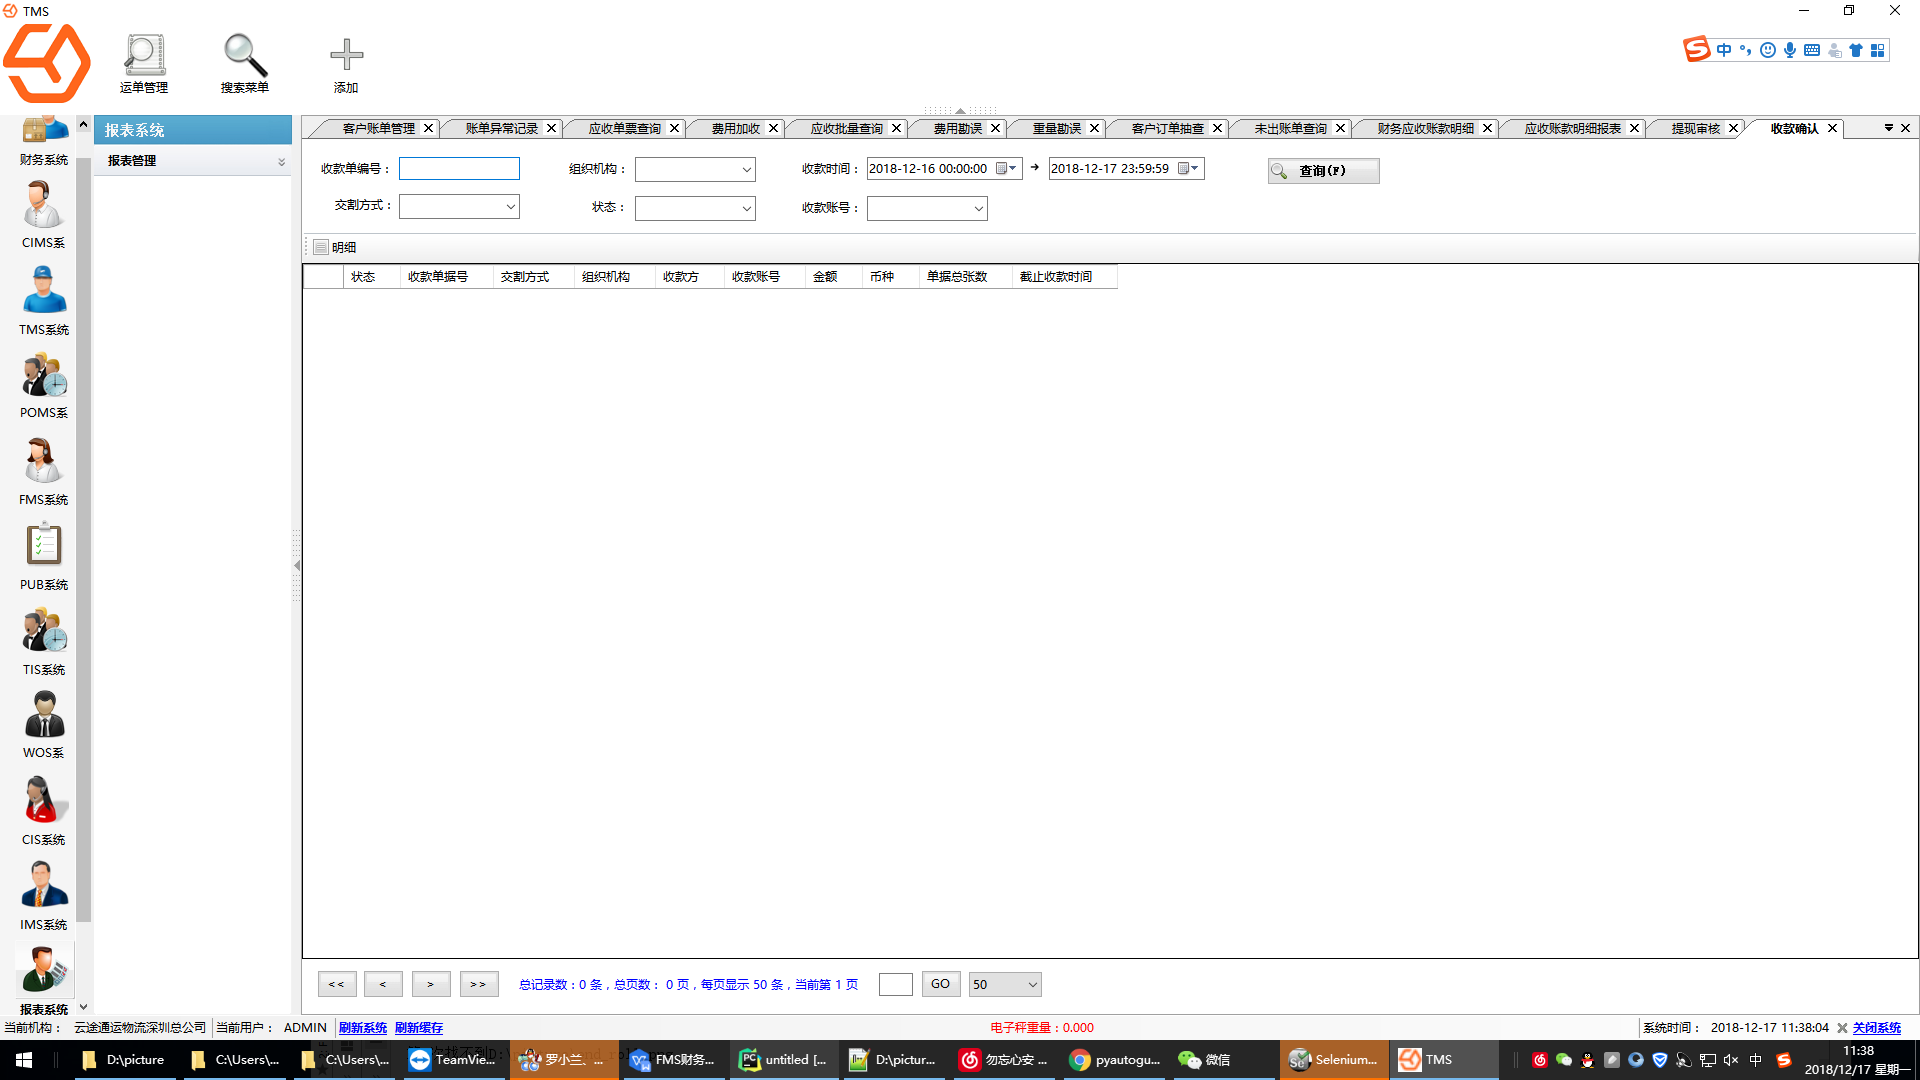 TMS
运单管理
搜索菜单
添加
中
财务系统
CIMS系
TMS系统
POMS系
FMS系统
PUB系统
TIS系统
WOS系
CIS系统
IMS系统
报表系统
报表系统
报表管理
客户账单管理
账单异常记录
应收单票查询
费用加收
应收批量查询
费用勘误
重量勘误
客户订单抽查
未出账单查询
财务应收账款明细
应收账款明细报表
提现审核
收款确认
收款单编号：
组织机构：
收款时间：
2018-12-16 00:00:00
2018-12-17 23:59:59
查询(F)
交割方式：
状态：
收款账号：
明细
状态 收款单据号 交割方式 组织机构 收款方 收款账号 金额 币种 单据总张数 截止收款时间
<< < > >> 总记录数：0 条，总页数： 0 页，每页显示 50 条，当前第 1 页 GO 50
当前机构： 云途通运物流深圳总公司 当前用户： ADMIN 刷新系统 刷新缓存 电子秤重量：0.000 系统时间： 2018-12-17 11:38:04 关闭系统
D:\picture
C:\Users\...
C:\Users\...
TeamVie...
罗小兰、...
FMS财务...
untitled [...
D:\pictur...
勿忘心安 ...
pyautogu...
微信
Selenium...
TMS
中
11:38
2018/12/17 星期一